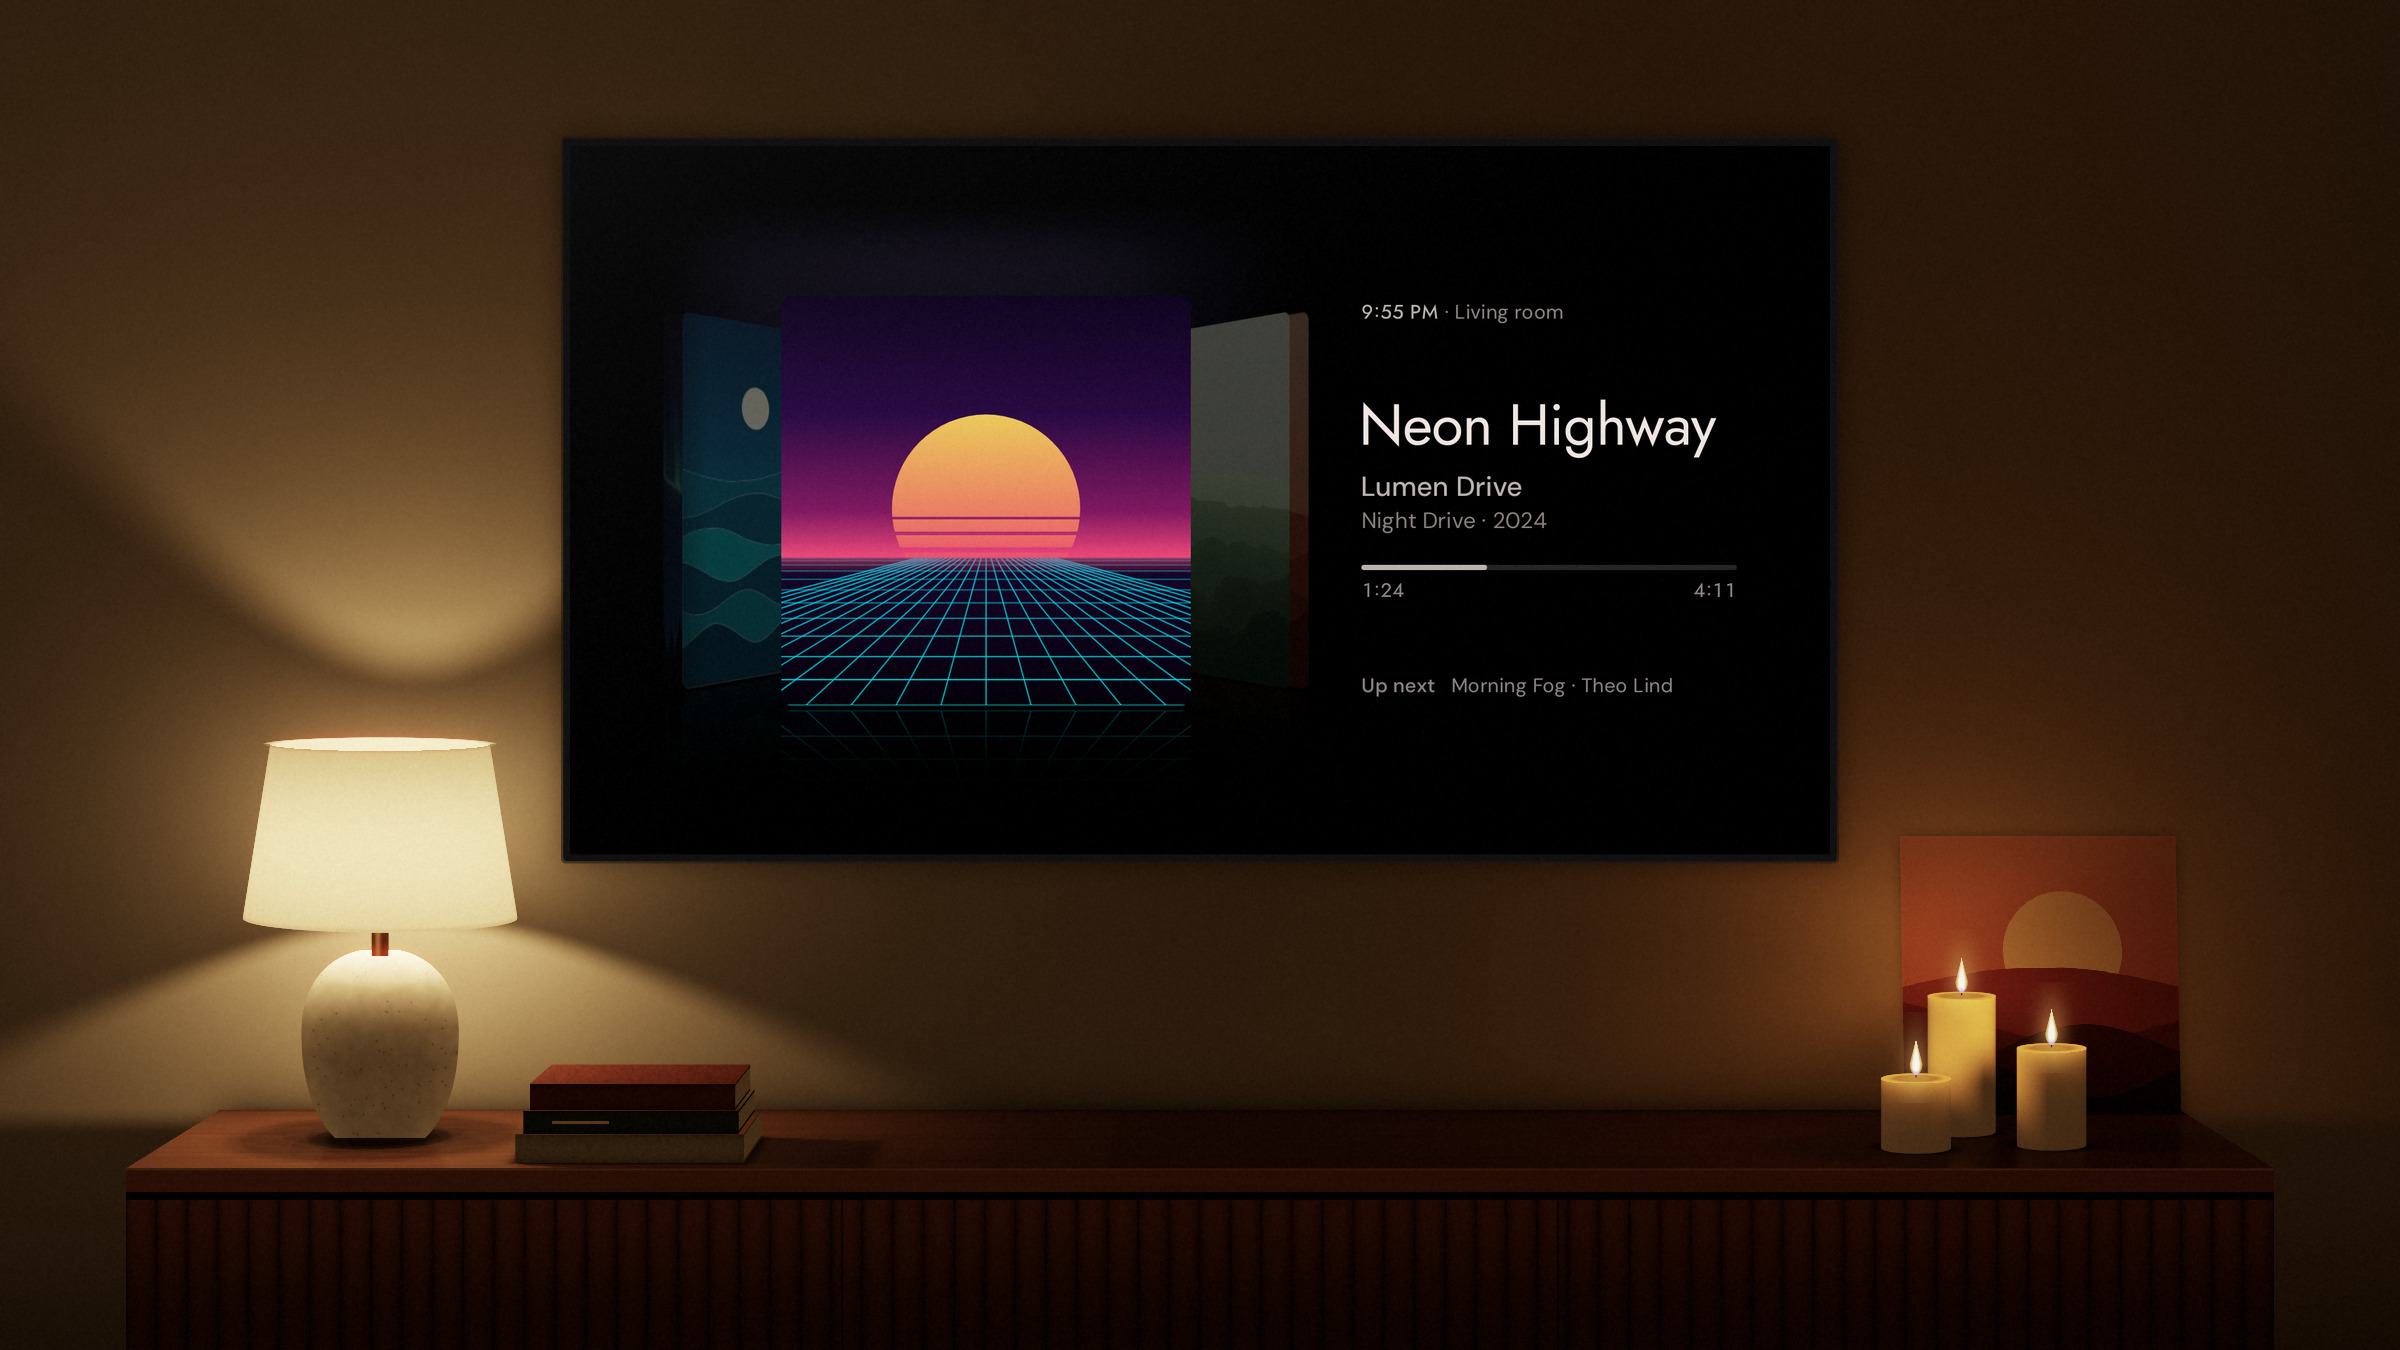 9:55 PM · Living room
Neon Highway
Lumen Drive
Night Drive · 2024
1:24 4:11
Up next Morning Fog · Theo Lind